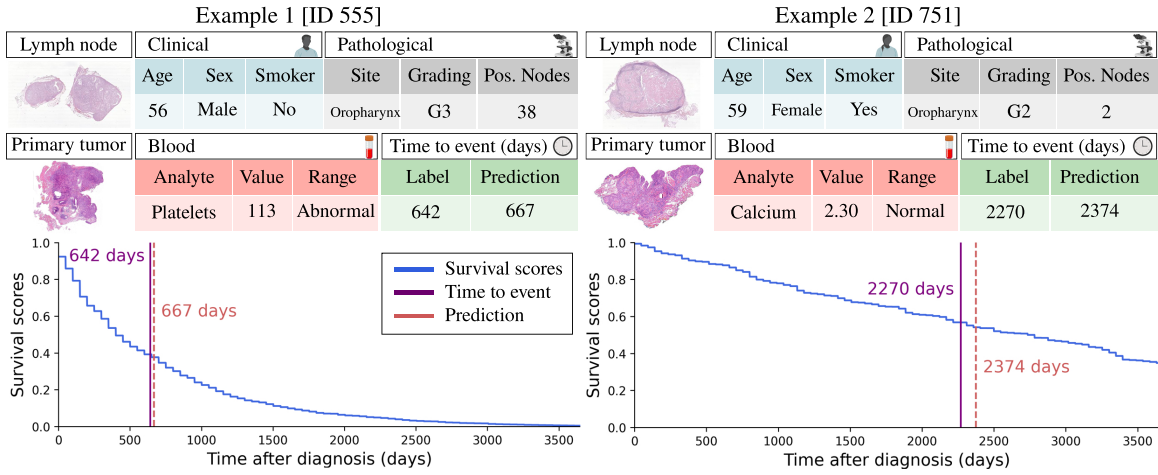 Example 1 [ID 555]
Lymph node
Clinical
Pathological
Age Sex Smoker Site Grading Pos. Nodes
56 Male No Oropharynx G3 38
Primary tumor
Blood
Time to event (days)
Analyte Value Range Label Prediction
Platelets 113 Abnormal 642 667
1.0
0.8
0.6
0.4
0.2
0.0
Survival scores
642 days
667 days
Survival scores
Time to event
Prediction
0 500 1000 1500 2000 2500 3000 3500
Time after diagnosis (days)
Example 2 [ID 751]
Lymph node
Clinical
Pathological
Age Sex Smoker Site Grading Pos. Nodes
59 Female Yes Oropharynx G2 2
Primary tumor
Blood
Time to event (days)
Analyte Value Range Label Prediction
Calcium 2.30 Normal 2270 2374
1.0
0.8
0.6
0.4
0.2
0.0
Survival scores
2270 days
2374 days
0 500 1000 1500 2000 2500 3000 3500
Time after diagnosis (days)